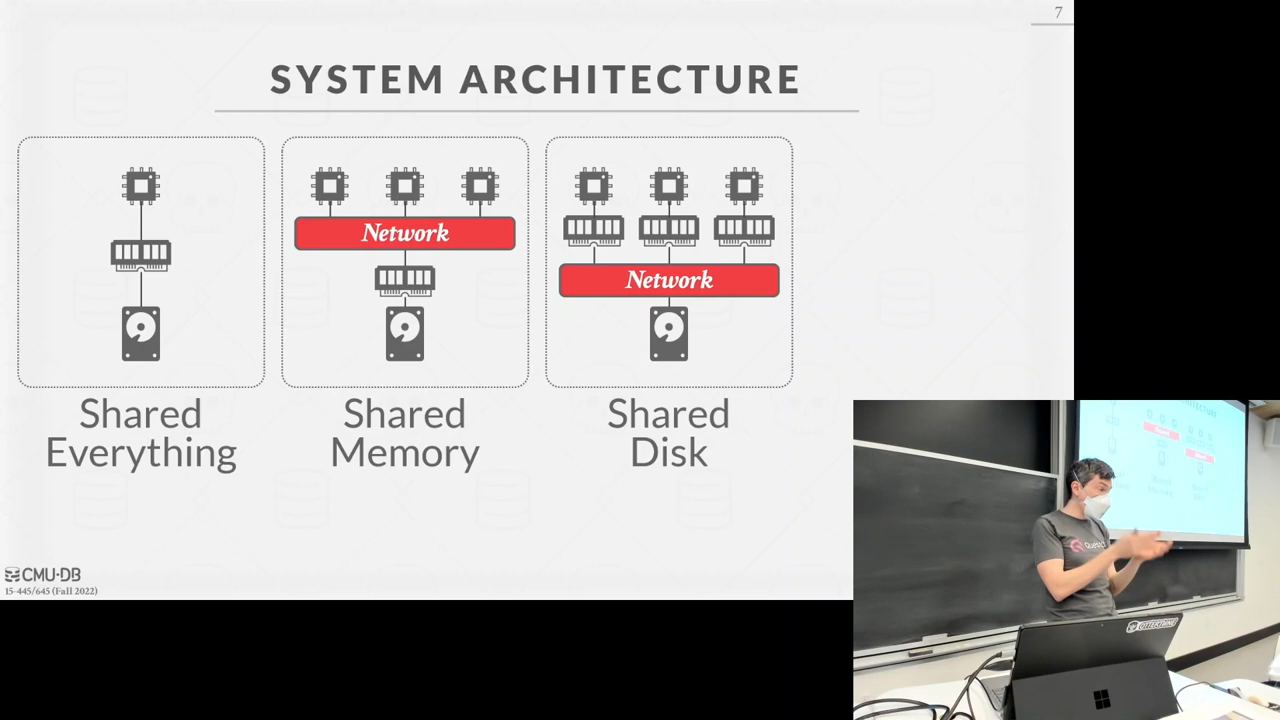 7
SYSTEM ARCHITECTURE
Network
Network
Shared
Everything
Shared
Memory
Shared
Disk
CMU·DB
15-445/645 (Fall 2022)